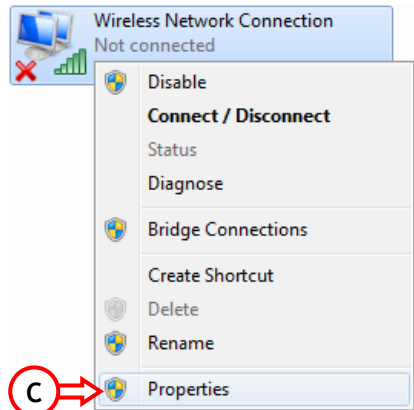 Wireless Network Connection
Not connected
Disable
Connect / Disconnect
Status
Diagnose
Bridge Connections
Create Shortcut
Delete
Rename
C
Properties